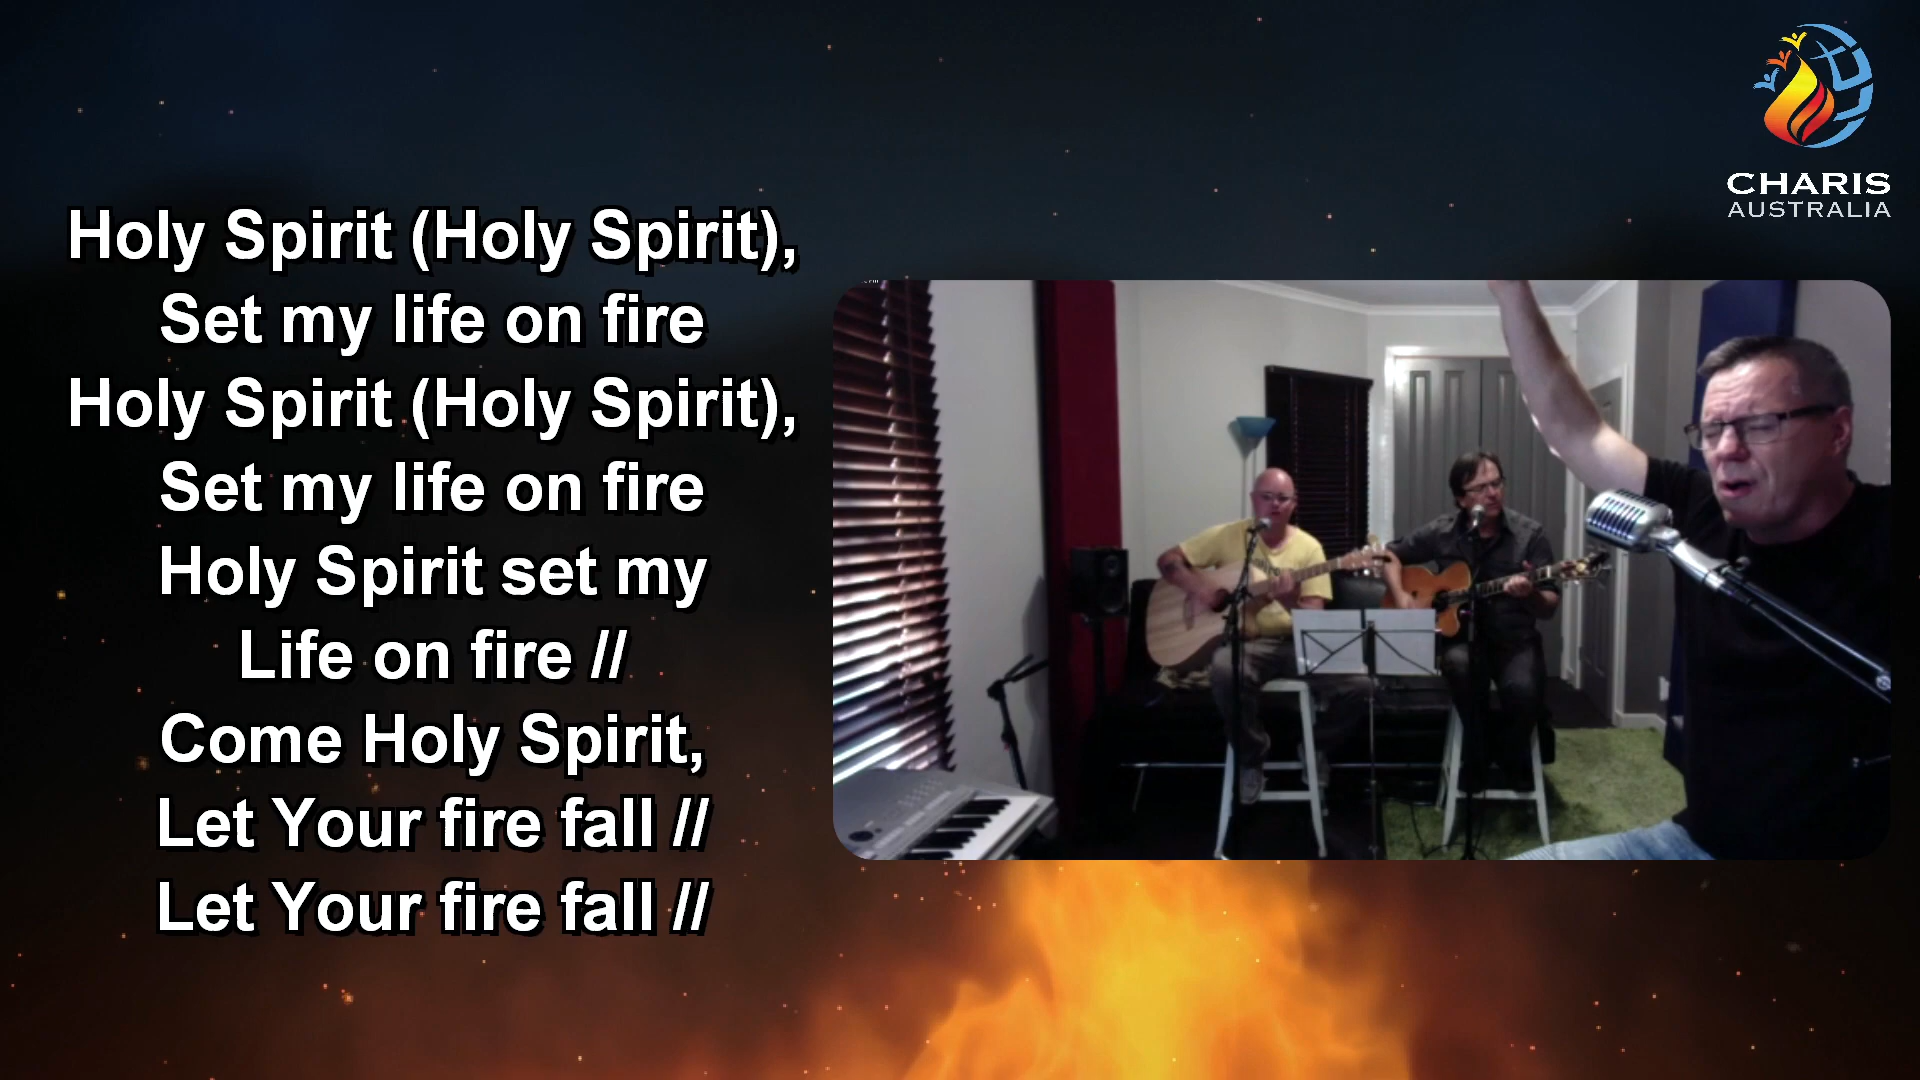 Holy Spirit (Holy Spirit),
Set my life on fire
Holy Spirit (Holy Spirit),
Set my life on fire
Holy Spirit set my
Life on fire //
Come Holy Spirit,
Let Your fire fall //
Let Your fire fall //
CHARIS
AUSTRALIA